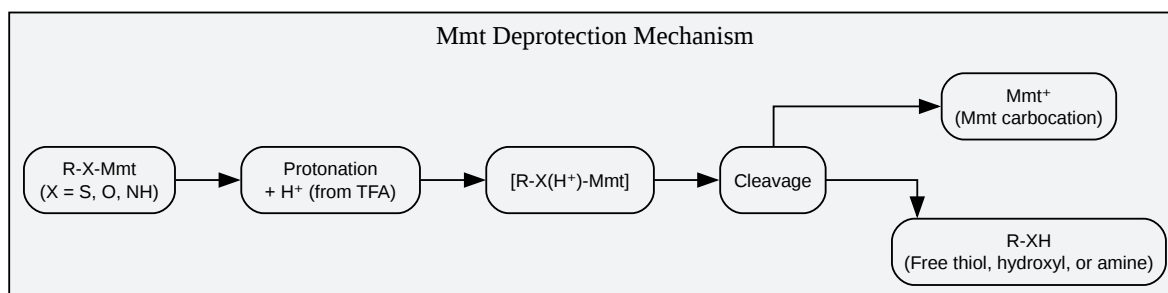 Mmt Deprotection Mechanism
Mmt⁺
(Mmt carbocation)
R-X-Mmt
(X = S, O, NH)
Protonation
+ H⁺ (from TFA)
[R-X(H⁺)-Mmt]
Cleavage
R-XH
(Free thiol, hydroxyl, or amine)